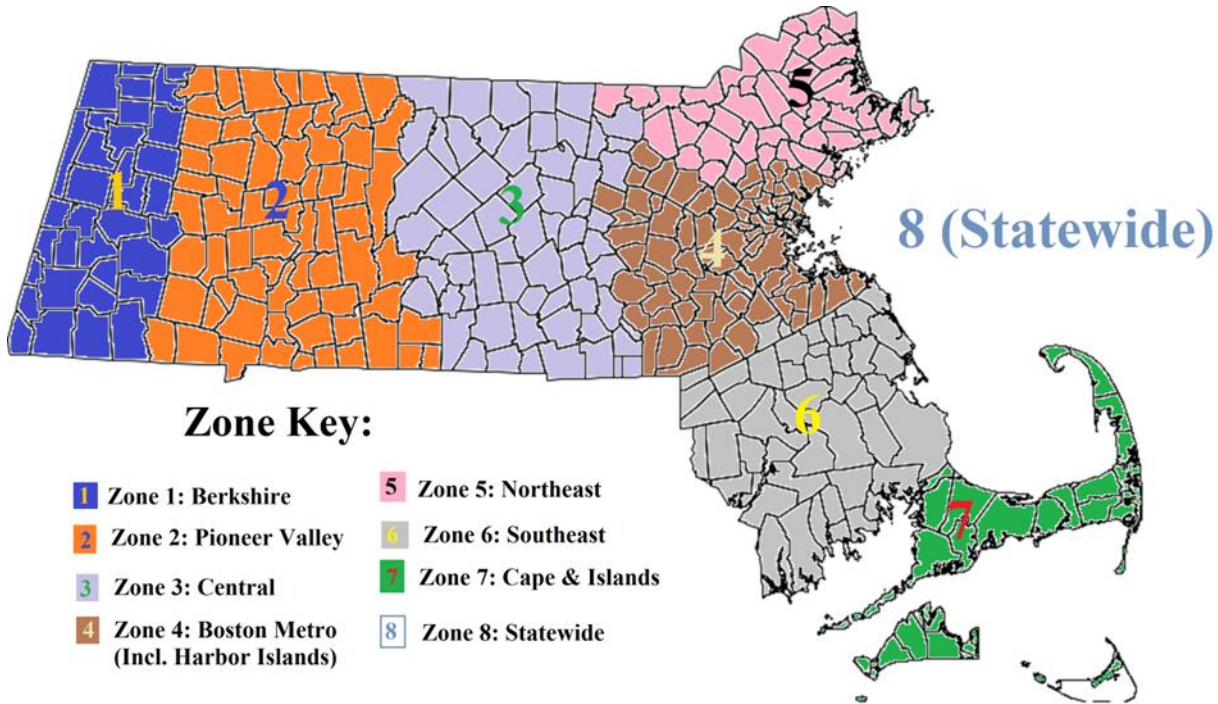 5
1
2
3
4
8 (Statewide)
6
7
Zone Key:
1 Zone 1: Berkshire
2 Zone 2: Pioneer Valley
3 Zone 3: Central
4 Zone 4: Boston Metro
(Incl. Harbor Islands)
5 Zone 5: Northeast
6 Zone 6: Southeast
7 Zone 7: Cape & Islands
8 Zone 8: Statewide